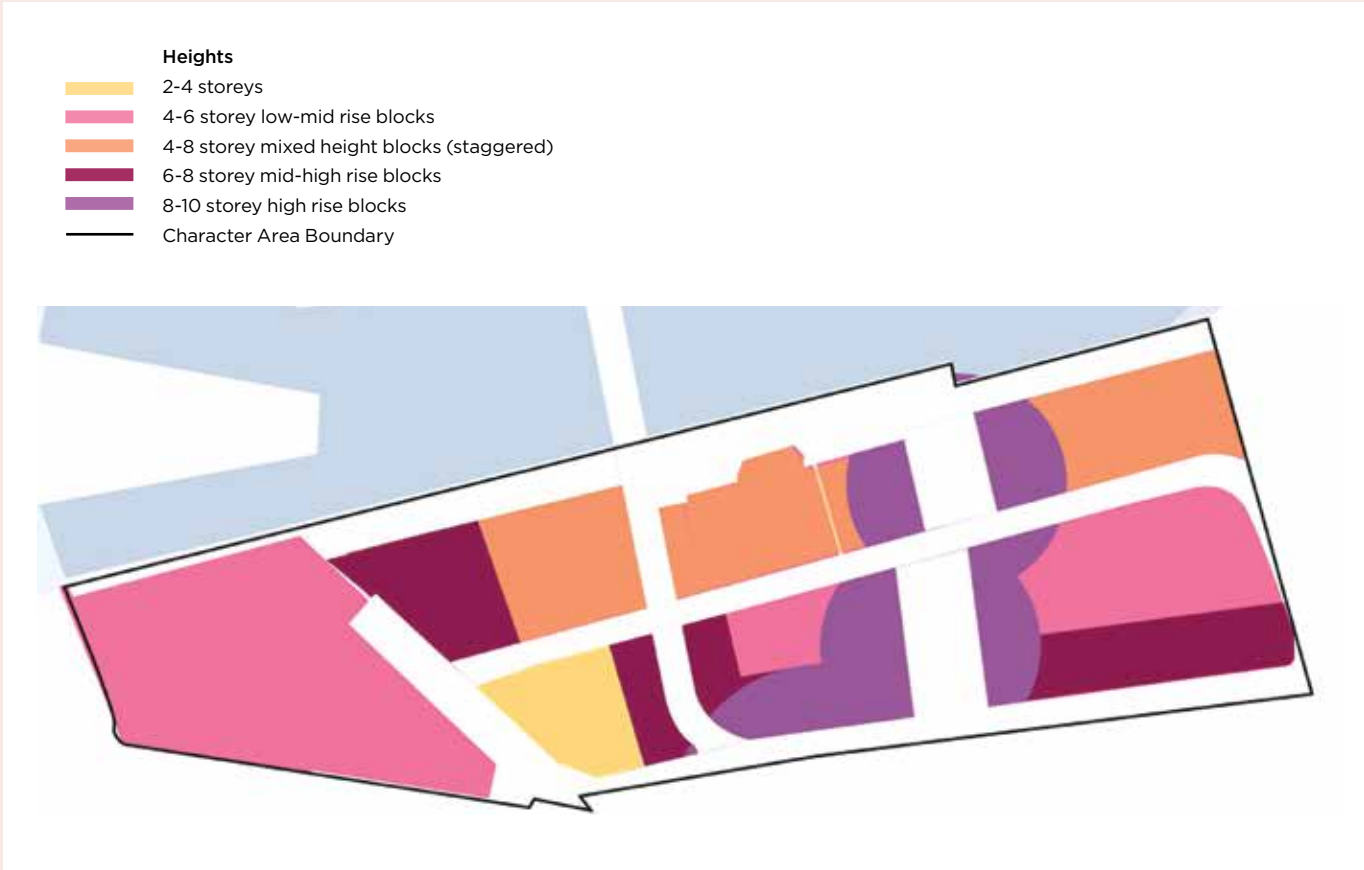 Heights
2-4 storeys
4-6 storey low-mid rise blocks
4-8 storey mixed height blocks (staggered)
6-8 storey mid-high rise blocks
8-10 storey high rise blocks
Character Area Boundary